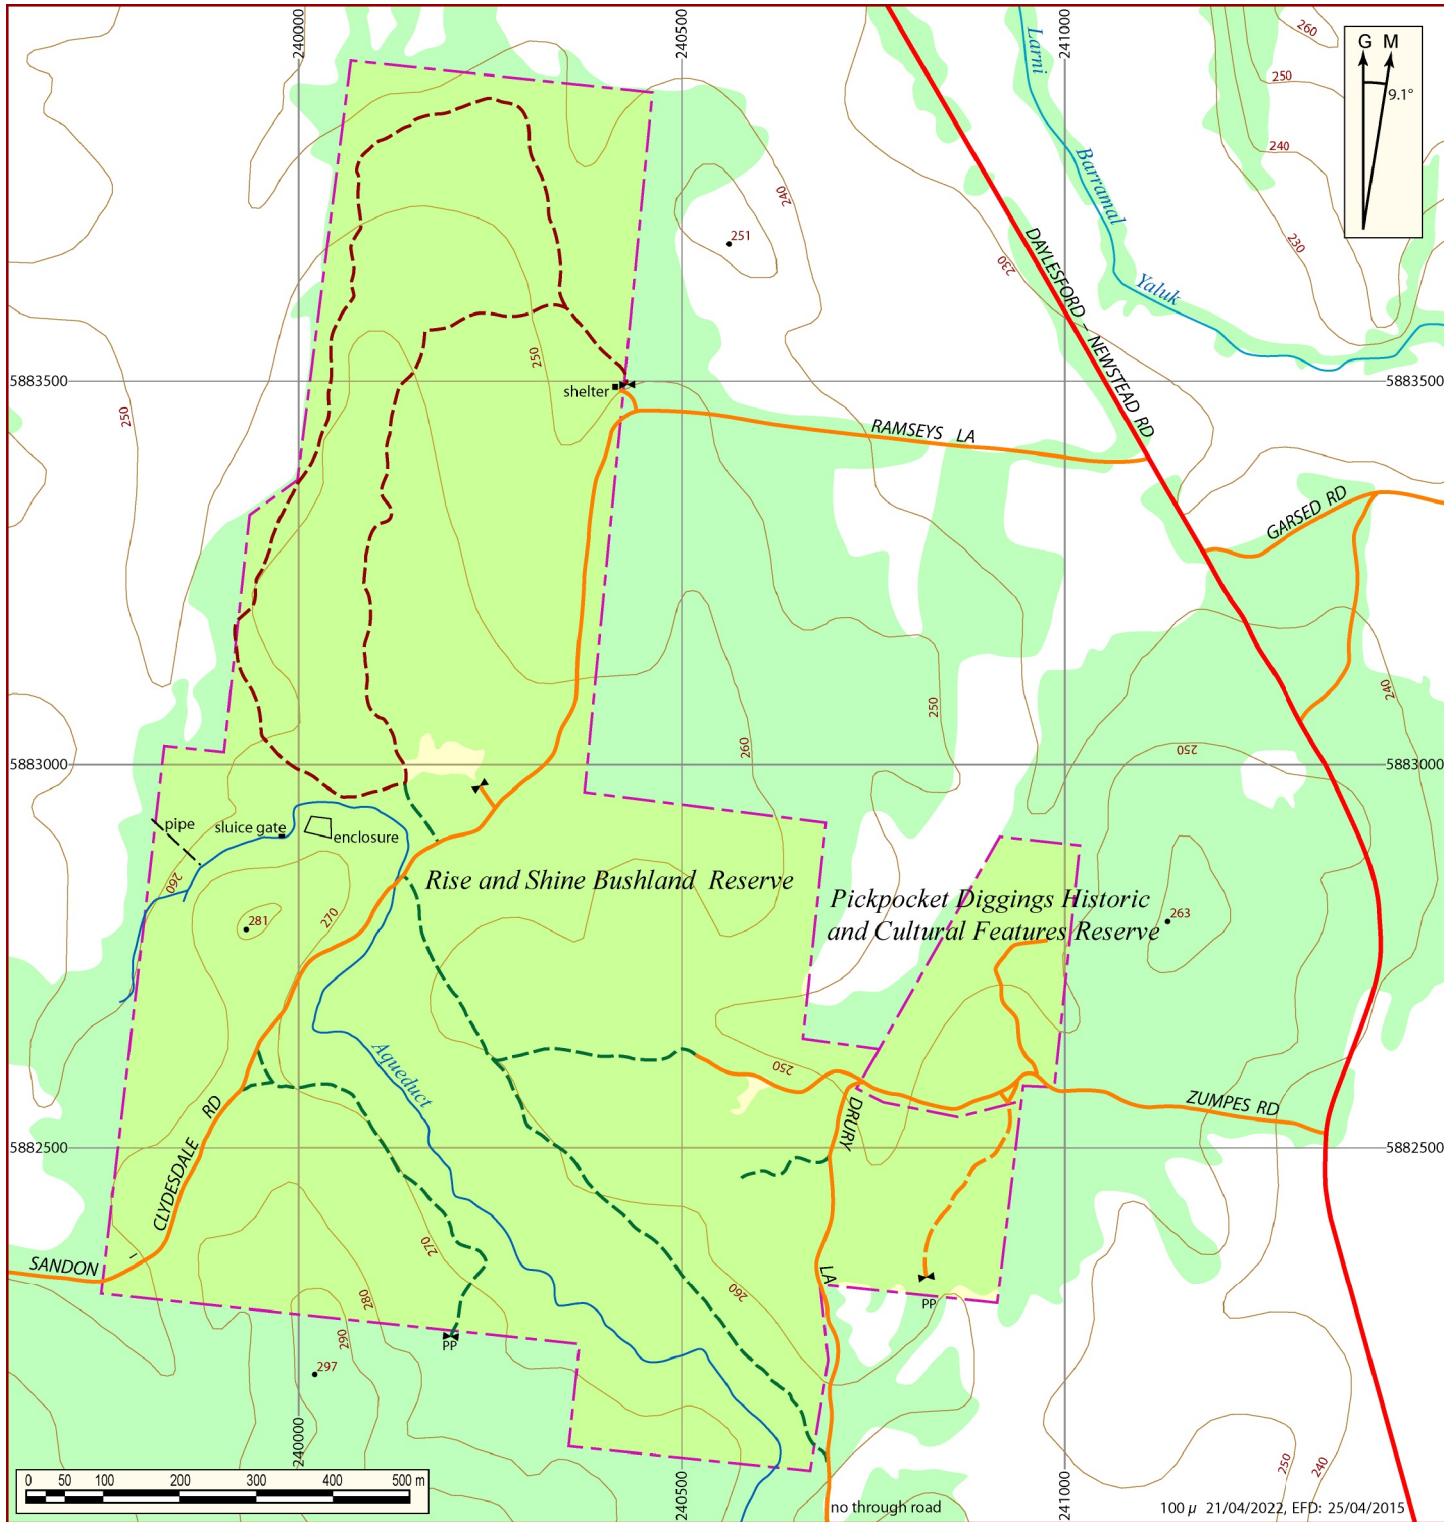 240000
240500
241000
260
G M
9.1°
250
240
230
Larni
Barramal
Yaluk
240
251
230
DAYLESFORD - NEWSTEAD RD
250
5883500
5883500
shelter
RAMSEYS LA
250
GARSED RD
240
250
260
250
5883000
5883000
pipe
sluice gate
enclosure
260
Rise and Shine Bushland Reserve
Pickpocket Diggings Historic
and Cultural Features Reserve
281
270
263
Aqueduct
250
DRURY
LA
ZUMPES RD
5882500
5882500
SANDON
CLYDESDALE RD
270
280
290
260
PP
PP
297
240000
240500
241000
250
240
0 50 100 200 300 400 500 m
no through road
100 µ 21/04/2022, EFD: 25/04/2015